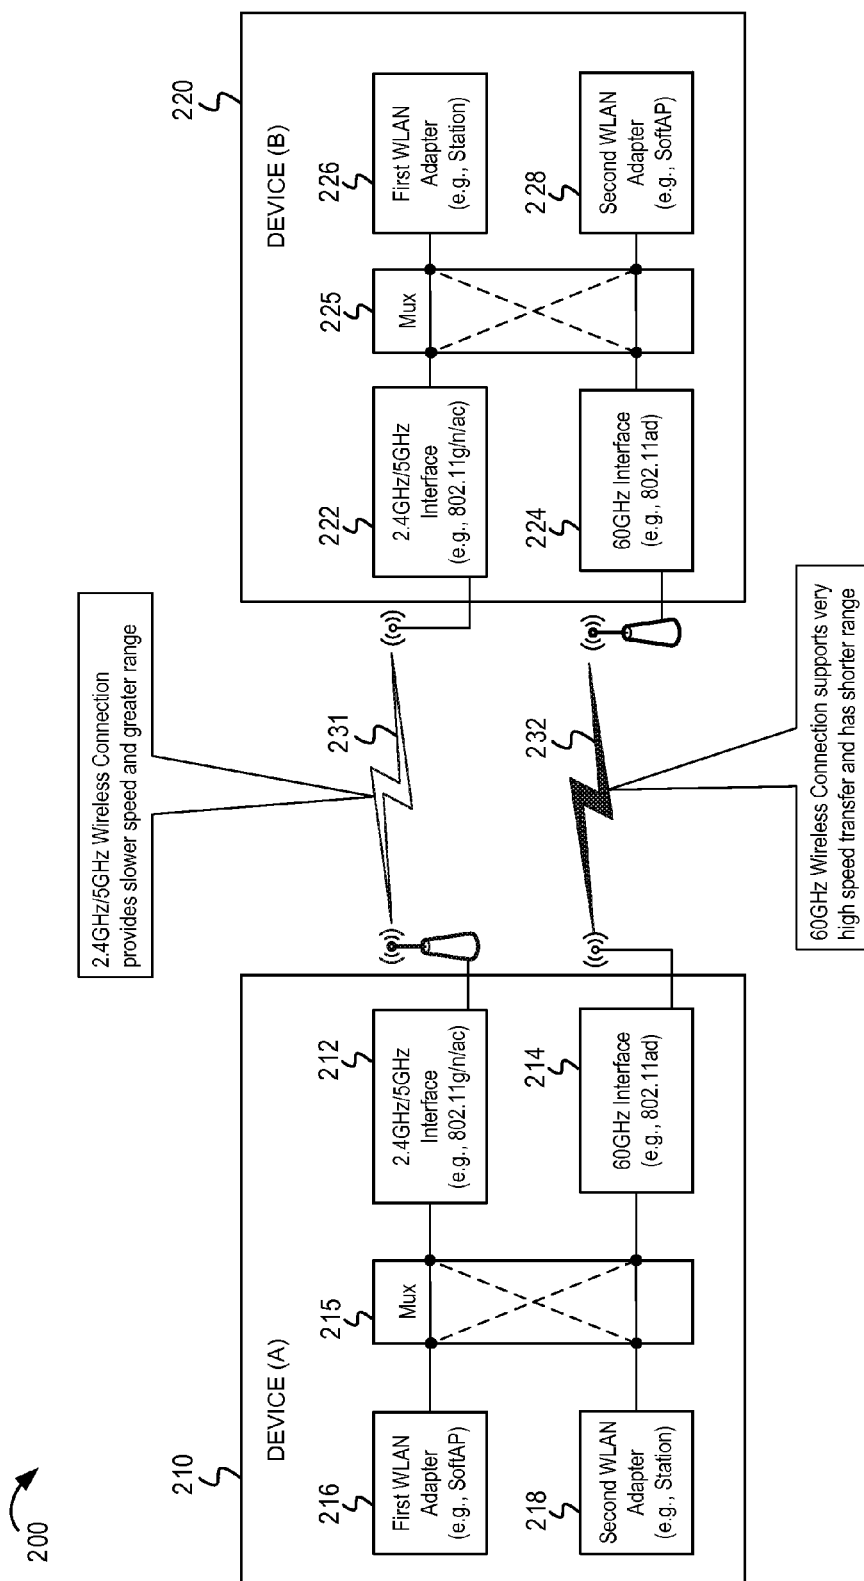 200
2.4GHz/5GHz Wireless Connection
provides slower speed and greater range
210
DEVICE (A)
216
First WLAN
Adapter
(e.g., SoftAP)
215
Mux
212
2.4GHz/5GHz
Interface
(e.g., 802.11g/n/ac)
218
Second WLAN
Adapter
(e.g., Station)
214
60GHz Interface
(e.g., 802.11ad)
231
232
220
DEVICE (B)
222
2.4GHz/5GHz
Interface
(e.g., 802.11g/n/ac)
225
Mux
226
First WLAN
Adapter
(e.g., Station)
224
60GHz Interface
(e.g., 802.11ad)
228
Second WLAN
Adapter
(e.g., SoftAP)
60GHz Wireless Connection supports very
high speed transfer and has shorter range